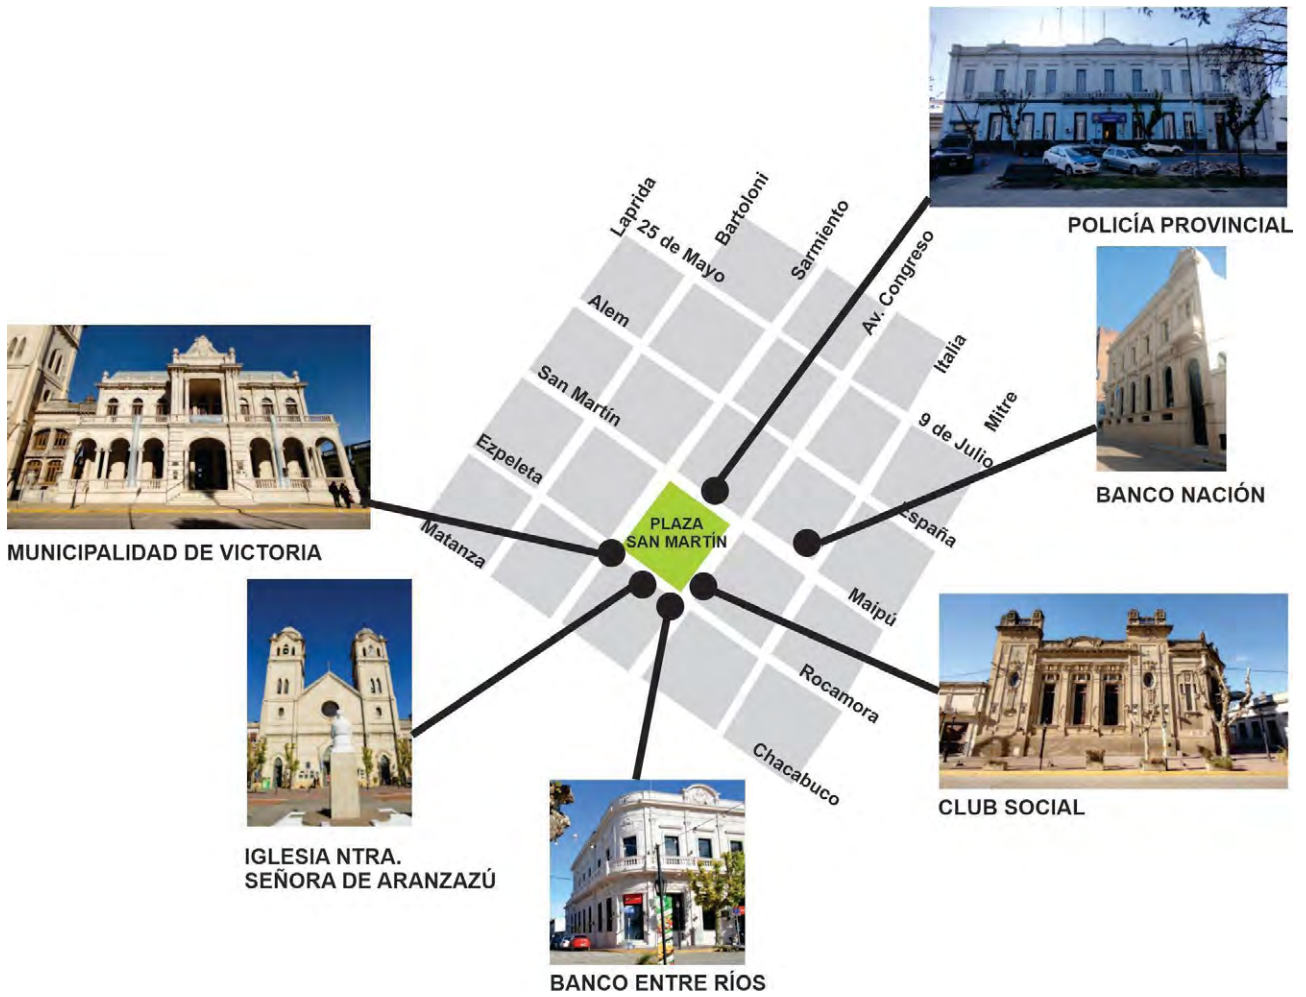 POLICÍA PROVINCIAL
Laprida
Bartoloni
Sarmiento
Av. Congreso
Italia
Mitre
25 de Mayo
Alem
San Martín
Ezpeleta
Matanza
9 de Julio
España
Maipú
Rocamora
Chacabuco
PLAZA
SAN MARTÍN
BANCO NACIÓN
MUNICIPALIDAD DE VICTORIA
CLUB SOCIAL
IGLESIA NTRA.
SEÑORA DE ARANZAZÚ
BANCO ENTRE RÍOS